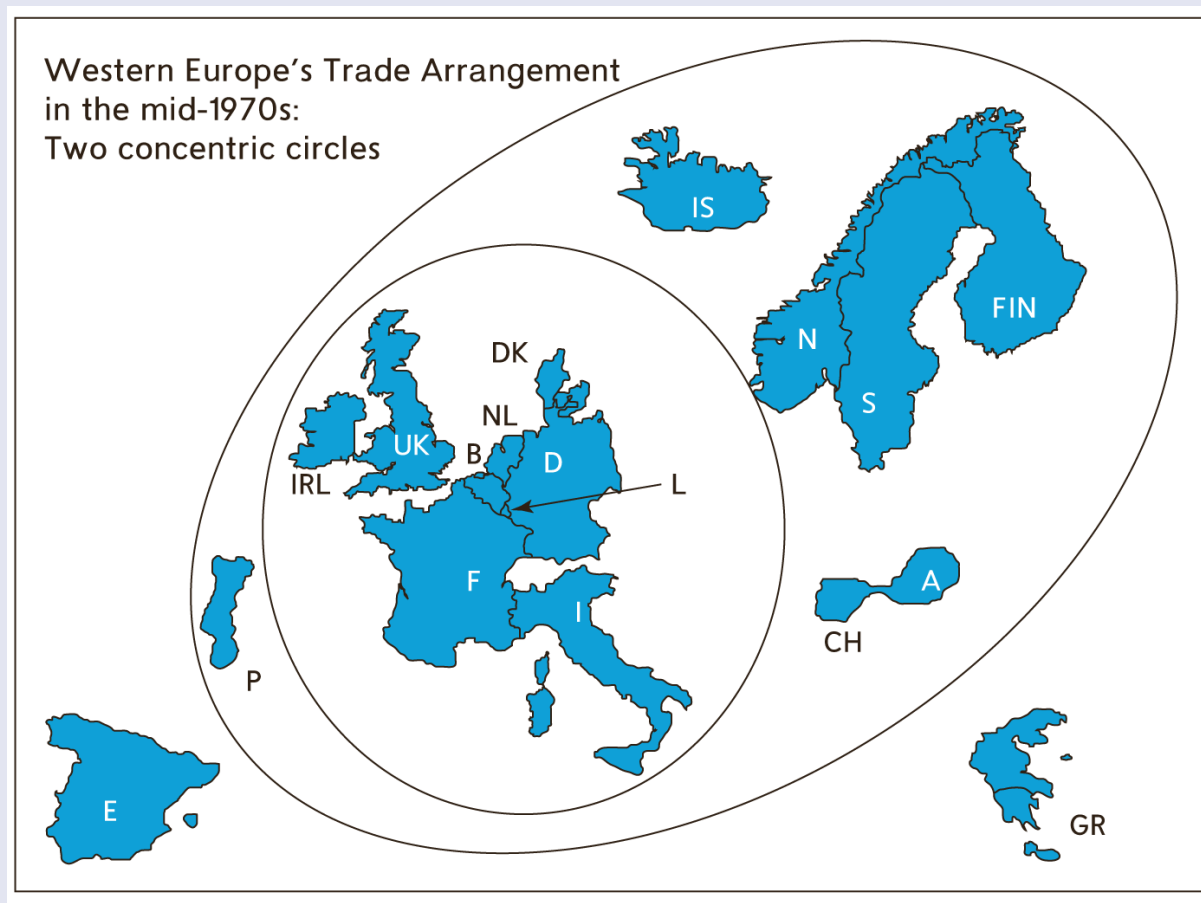 Western Europe's Trade Arrangement
in the mid-1970s:
Two concentric circles
IS
FIN
N
S
DK
NL
B
UK
D
IRL
L
F
I
A
CH
P
E
GR